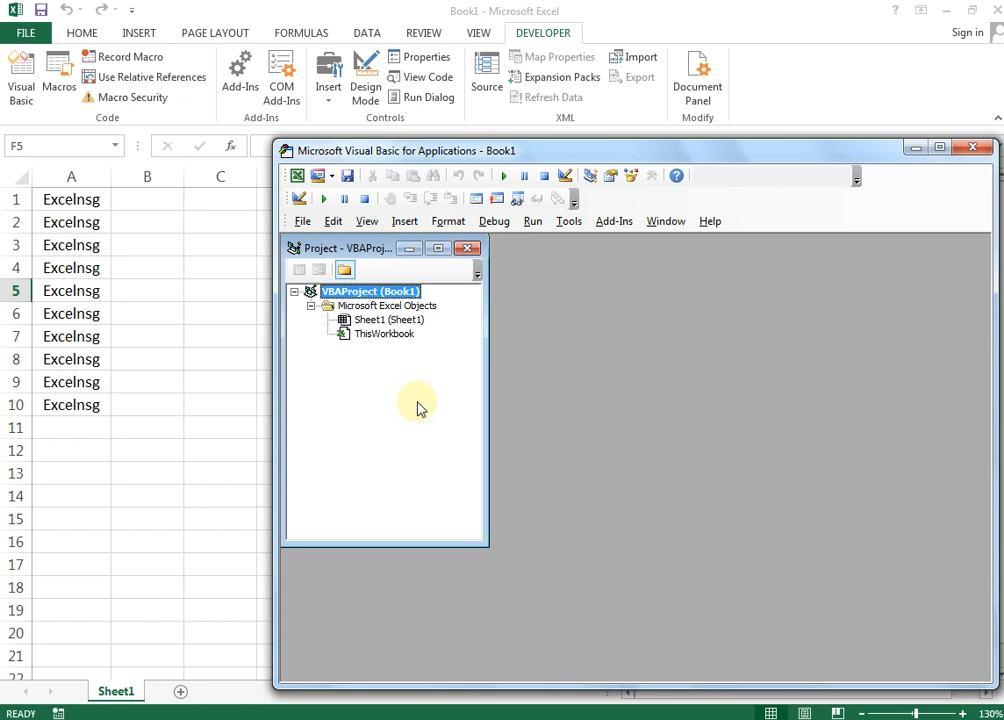 Book1 - Microsoft Excel
FILE HOME INSERT PAGE LAYOUT FORMULAS DATA REVIEW VIEW DEVELOPER Sign in
Visual Basic
Macros
Record Macro
Use Relative References
Macro Security
Code
Add-Ins
COM Add-Ins
Add-Ins
Insert
Design Mode
Properties
View Code
Run Dialog
Controls
Source
Map Properties
Expansion Packs
Refresh Data
Import
Export
XML
Document Panel
Modify
F5 fx
Microsoft Visual Basic for Applications - Book1
File Edit View Insert Format Debug Run Tools Add-Ins Window Help
Project - VBAProj...
VBAProject (Book1)
Microsoft Excel Objects
Sheet1 (Sheet1)
ThisWorkbook
A B C
1 Excelnsg
2 Excelnsg
3 Excelnsg
4 Excelnsg
5 Excelnsg
6 Excelnsg
7 Excelnsg
8 Excelnsg
9 Excelnsg
10 Excelnsg
11
12
13
14
15
16
17
18
19
20
21
22
Sheet1
READY 130%